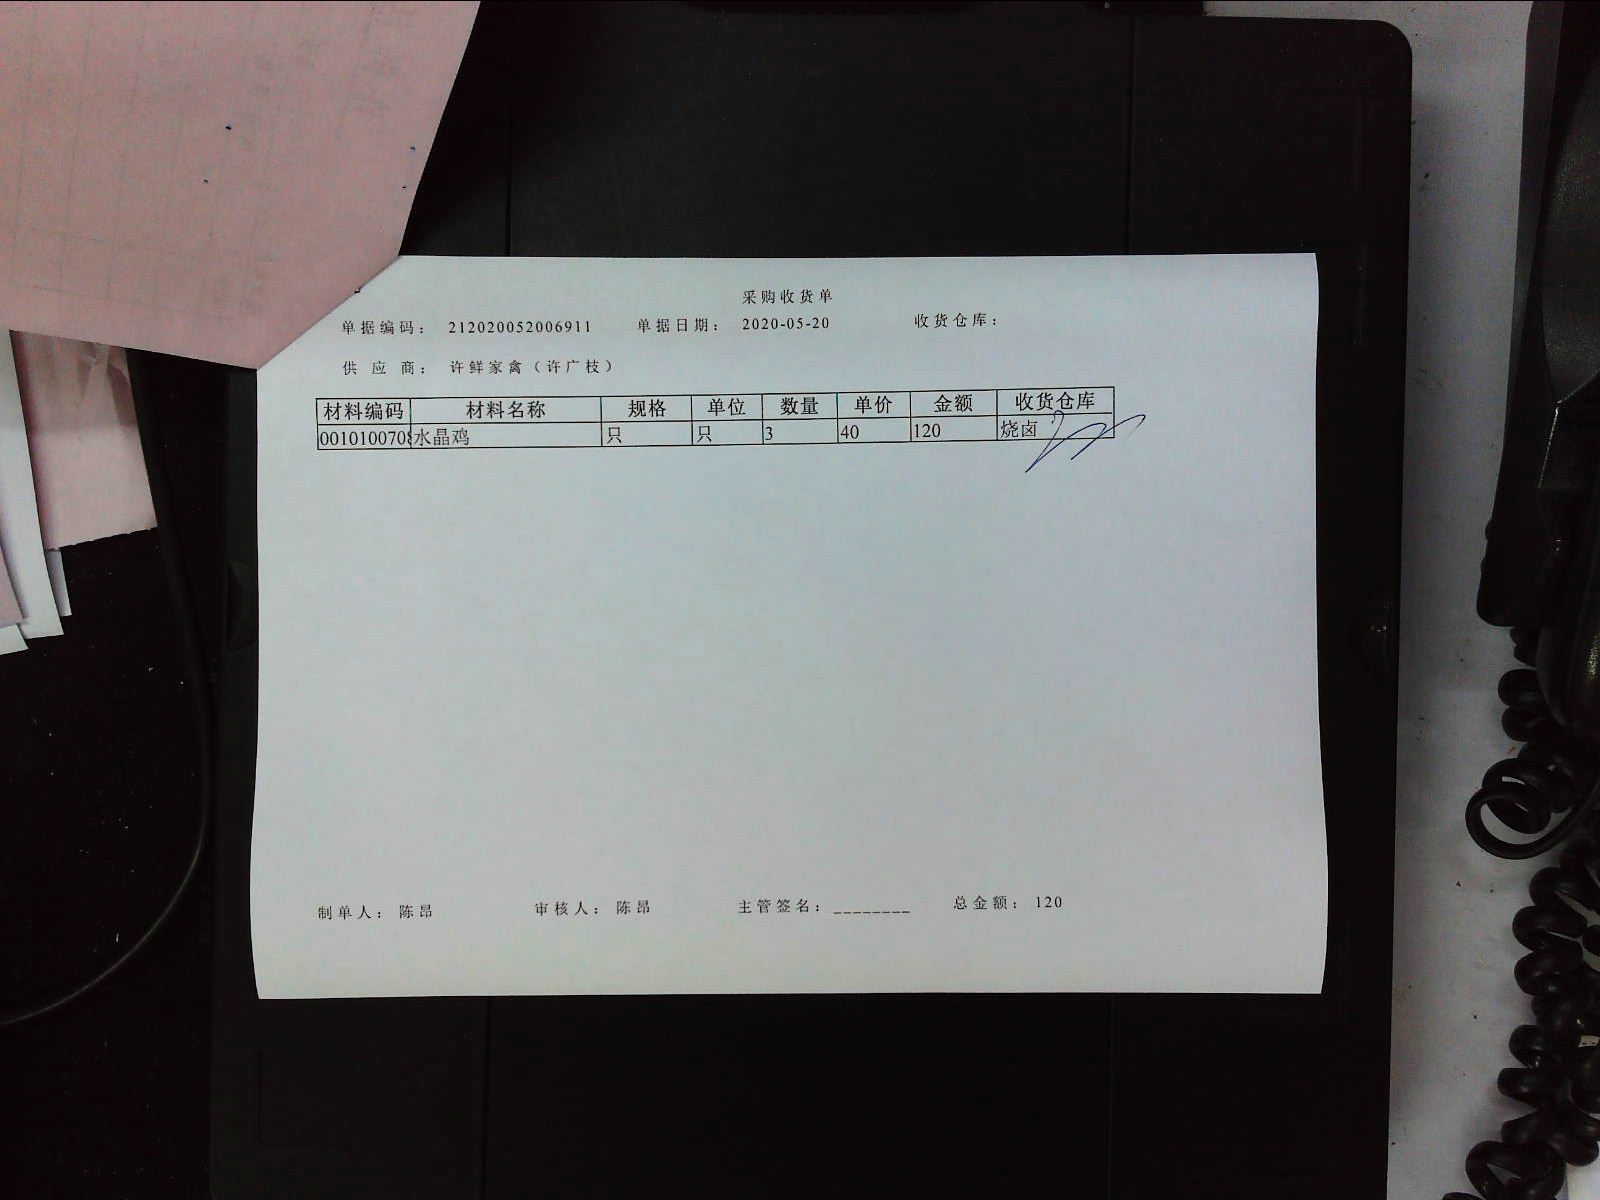 采购收货单
单据编码： 212020052006911 单据日期： 2020-05-20 收货仓库：
供 应 商： 许鲜家禽（许广枝）
材料编码 材料名称 规格 单位 数量 单价 金额 收货仓库
0010100708 水晶鸡 只 只 3 40 120 烧卤
制单人： 陈昂 审核人： 陈昂 主管签名：________ 总金额： 120